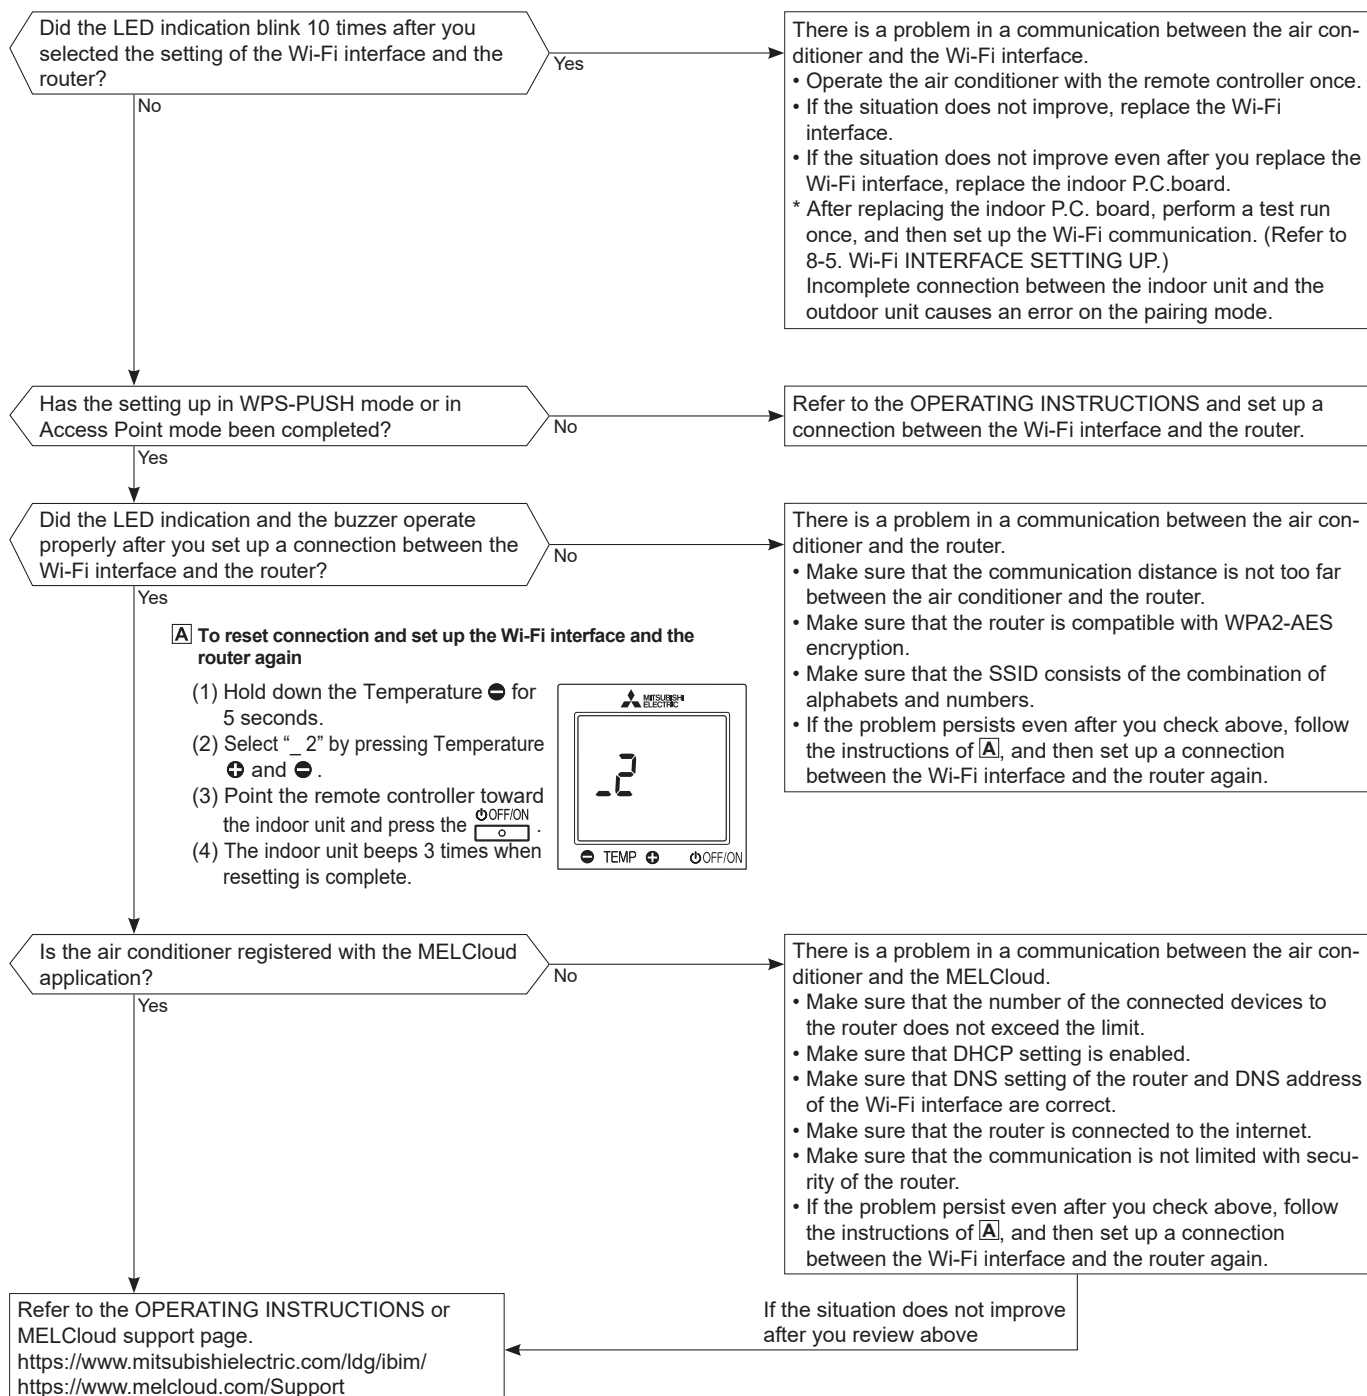 Did the LED indication blink 10 times after you
selected the setting of the Wi-Fi interface and the
router?
Yes
No
There is a problem in a communication between the air con-
ditioner and the Wi-Fi interface.
• Operate the air conditioner with the remote controller once.
• If the situation does not improve, replace the Wi-Fi
interface.
• If the situation does not improve even after you replace the
Wi-Fi interface, replace the indoor P.C.board.
* After replacing the indoor P.C. board, perform a test run
once, and then set up the Wi-Fi communication. (Refer to
8-5. Wi-Fi INTERFACE SETTING UP.)
Incomplete connection between the indoor unit and the
outdoor unit causes an error on the pairing mode.
Has the setting up in WPS-PUSH mode or in
Access Point mode been completed?
No
Yes
Refer to the OPERATING INSTRUCTIONS and set up a
connection between the Wi-Fi interface and the router.
Did the LED indication and the buzzer operate
properly after you set up a connection between the
Wi-Fi interface and the router?
No
Yes
There is a problem in a communication between the air con-
ditioner and the router.
• Make sure that the communication distance is not too far
between the air conditioner and the router.
• Make sure that the router is compatible with WPA2-AES
encryption.
• Make sure that the SSID consists of the combination of
alphabets and numbers.
• If the problem persists even after you check above, follow
the instructions of A, and then set up a connection
between the Wi-Fi interface and the router again.
A To reset connection and set up the Wi-Fi interface and the
router again
(1) Hold down the Temperature ⊖ for
5 seconds.
(2) Select “_ 2” by pressing Temperature
⊕ and ⊖ .
(3) Point the remote controller toward
the indoor unit and press the ⏻OFF/ON .
(4) The indoor unit beeps 3 times when
resetting is complete.
MITSUBISHI
ELECTRIC
_2
⊖ TEMP ⊕ ⏻OFF/ON
Is the air conditioner registered with the MELCloud
application?
No
Yes
There is a problem in a communication between the air con-
ditioner and the MELCloud.
• Make sure that the number of the connected devices to
the router does not exceed the limit.
• Make sure that DHCP setting is enabled.
• Make sure that DNS setting of the router and DNS address
of the Wi-Fi interface are correct.
• Make sure that the router is connected to the internet.
• Make sure that the communication is not limited with secu-
rity of the router.
• If the problem persist even after you check above, follow
the instructions of A, and then set up a connection
between the Wi-Fi interface and the router again.
If the situation does not improve
after you review above
Refer to the OPERATING INSTRUCTIONS or
MELCloud support page.
https://www.mitsubishielectric.com/ldg/ibim/
https://www.melcloud.com/Support